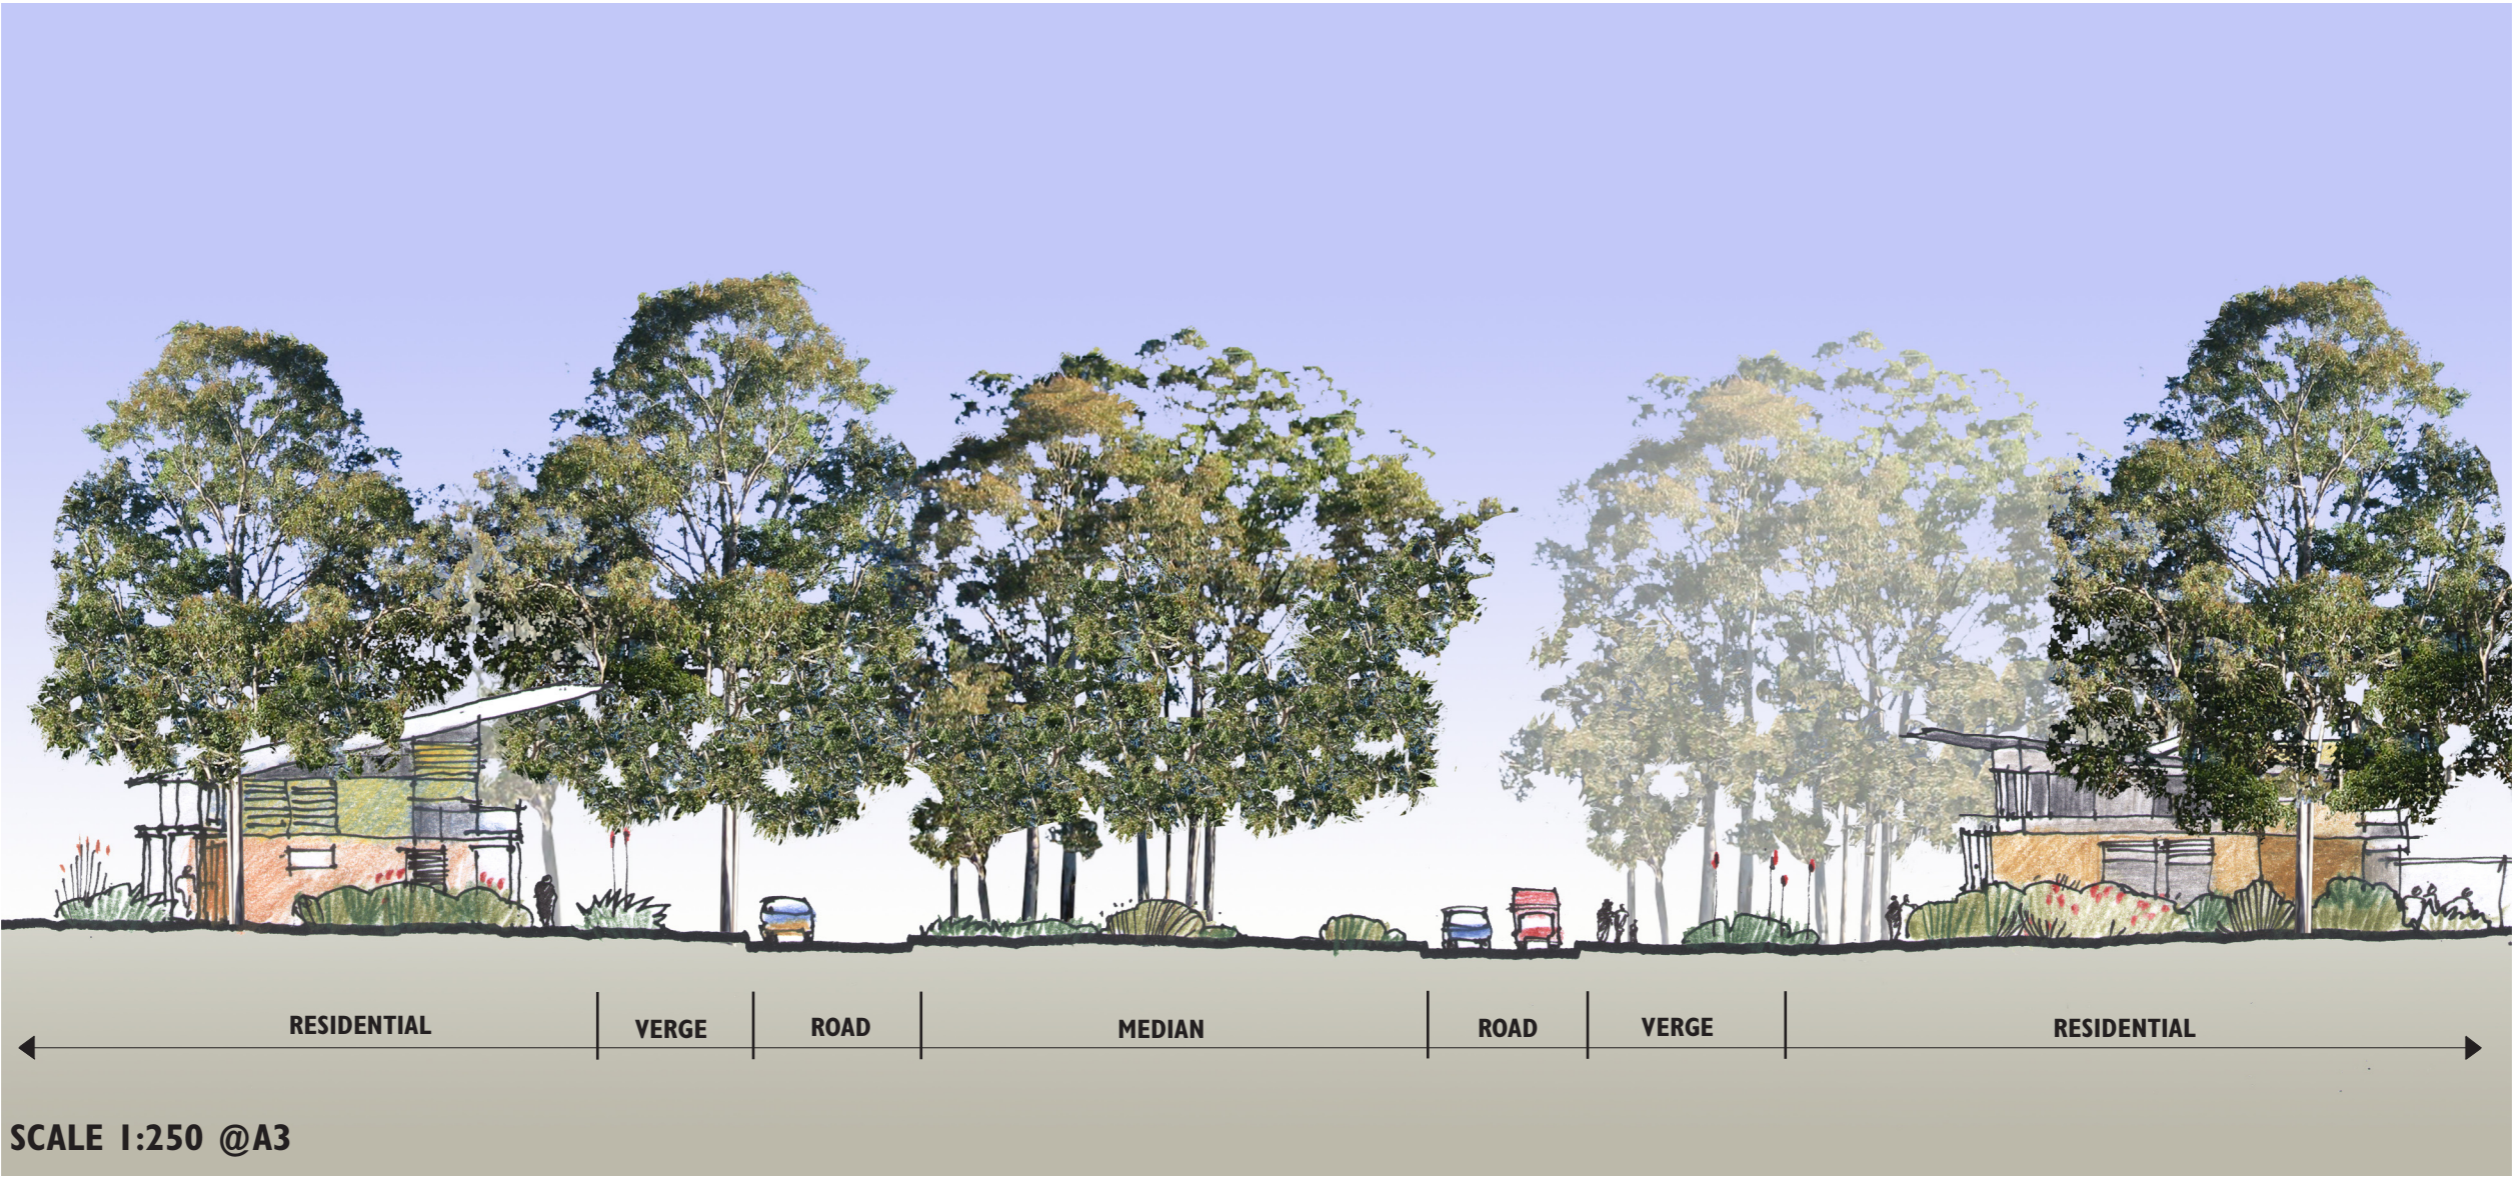 RESIDENTIAL
VERGE
ROAD
MEDIAN
ROAD
VERGE
RESIDENTIAL
SCALE 1:250 @A3